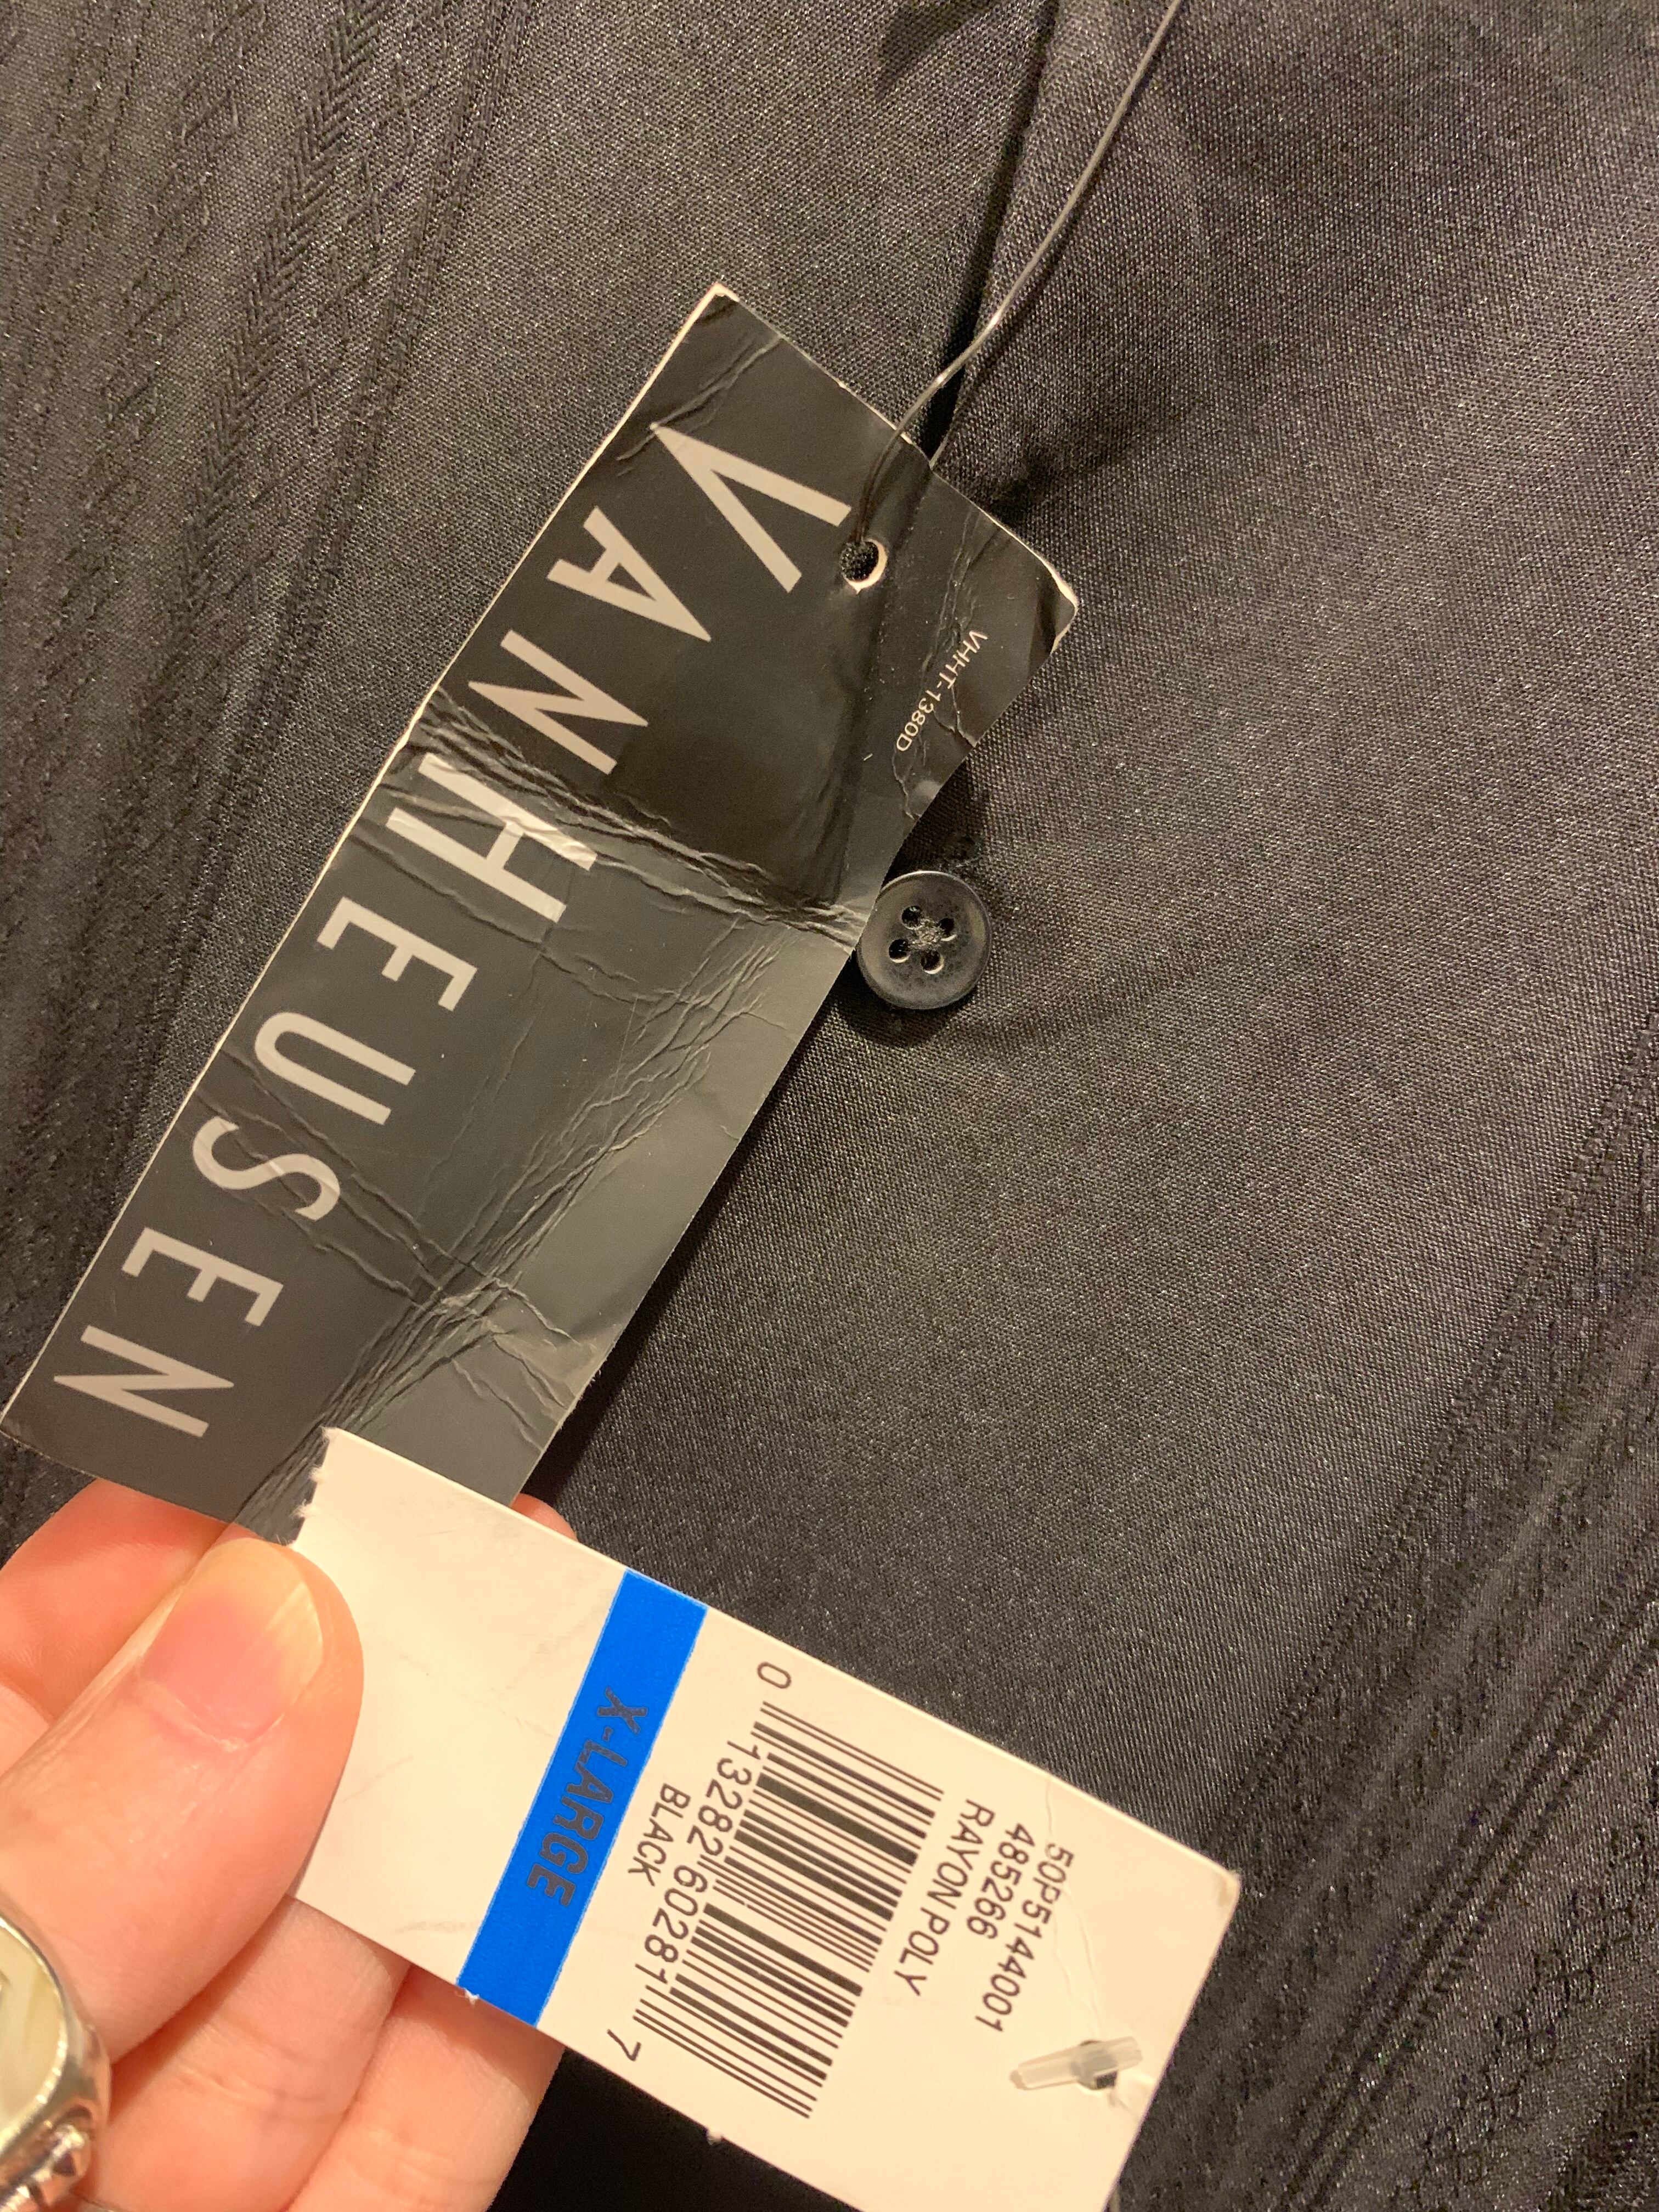 VAN HEUSEN
VHHT-1380D
50P5144001
485266
RAYON POLY
0 13282 60281 7
BLACK
X-LARGE